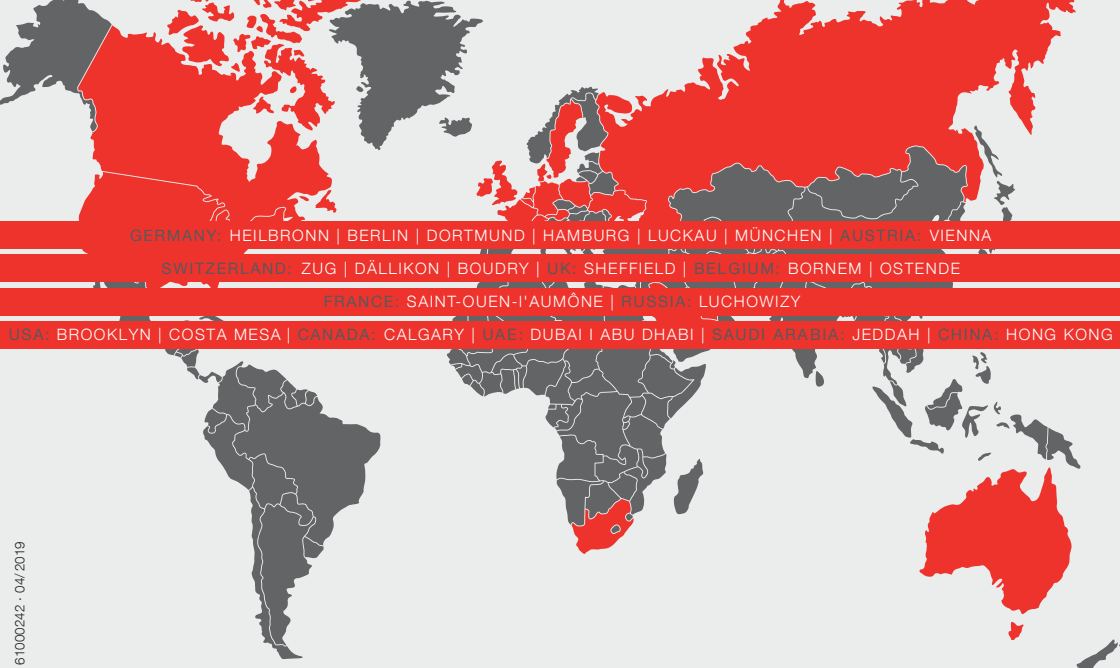 GERMANY: HEILBRONN | BERLIN | DORTMUND | HAMBURG | LUCKAU | MÜNCHEN | AUSTRIA: VIENNA
SWITZERLAND: ZUG | DÄLLIKON | BOUDRY | UK: SHEFFIELD | BELGIUM: BORNEM | OSTENDE
FRANCE: SAINT-OUEN-l'AUMÔNE | RUSSIA: LUCHOWIZY
USA: BROOKLYN | COSTA MESA | CANADA: CALGARY | UAE: DUBAI I ABU DHABI | SAUDI ARABIA: JEDDAH | CHINA: HONG KONG
61000242 · 04/2019